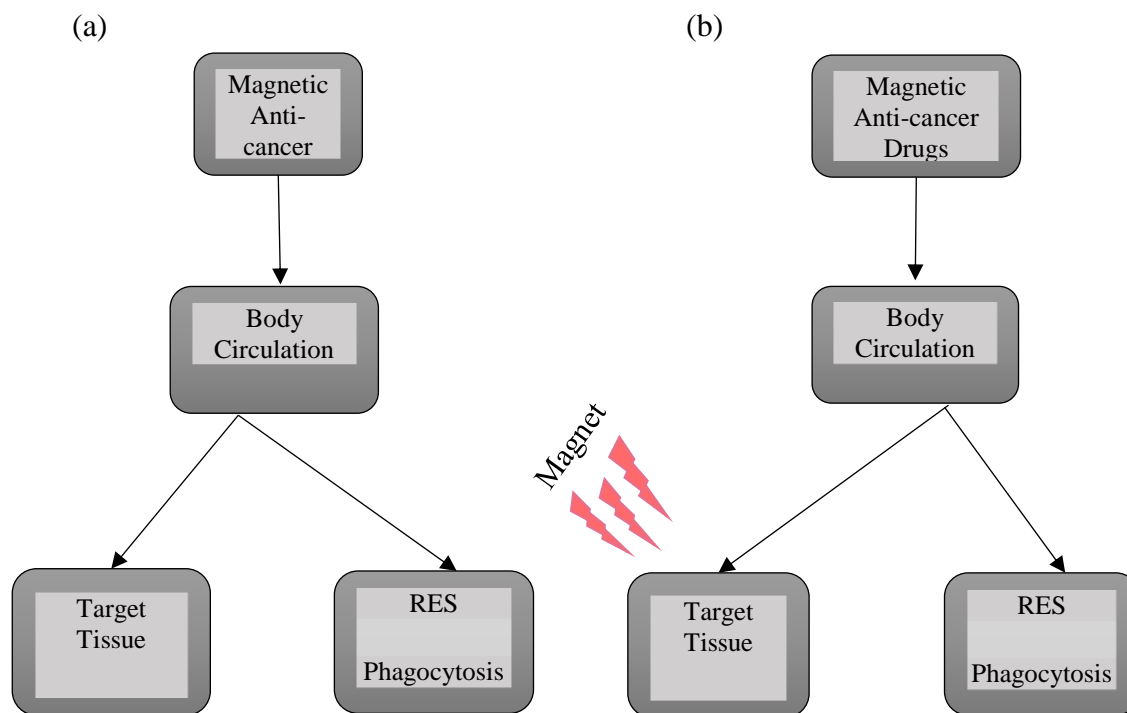 (a)
Magnetic
Anti-
cancer
Body
Circulation
Target
Tissue
RES
Phagocytosis
(b)
Magnetic
Anti-cancer
Drugs
Body
Circulation
Magnet
Target
Tissue
RES
Phagocytosis